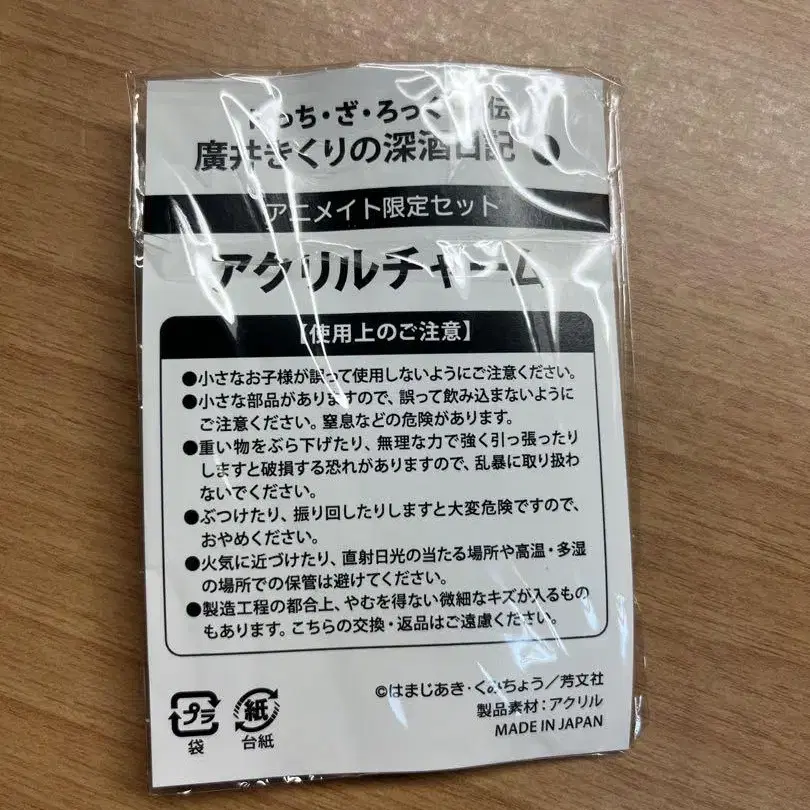 ざ・ろっく
伝
廣井きくりの深酒日記
アニメイト限定セット
アクリルチャーム
【使用上のご注意】
●小さなお子様が誤って使用しないようにご注意ください。
●小さな部品がありますので、誤って飲み込まないように
ご注意ください。窒息などの危険があります。
●重い物をぶら下げたり、無理な力で強く引っ張ったり
しますと破損する恐れがありますので、乱暴に取り扱わ
ないでください。
●ぶつけたり、振り回したりしますと大変危険ですので、
おやめください。
●火気に近づけたり、直射日光の当たる場所や高温・多湿
の場所での保管は避けてください。
●製造工程の都合上、やむを得ない微細なキズが入るもの
もあります。こちらの交換・返品はご遠慮ください。
©はまじあき・くみちょう／芳文社
製品素材：アクリル
MADE IN JAPAN
プラ
袋
紙
台紙